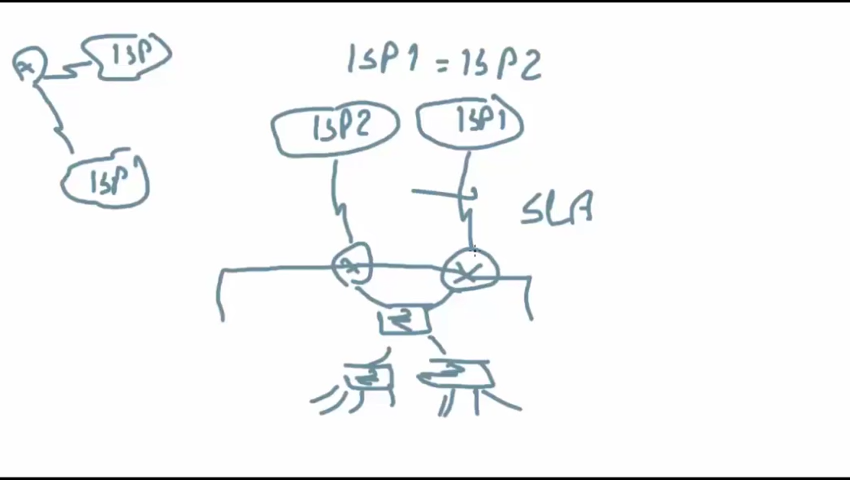 ISP
ISP1 = ISP2
ISP2
ISP1
ISP
SLA